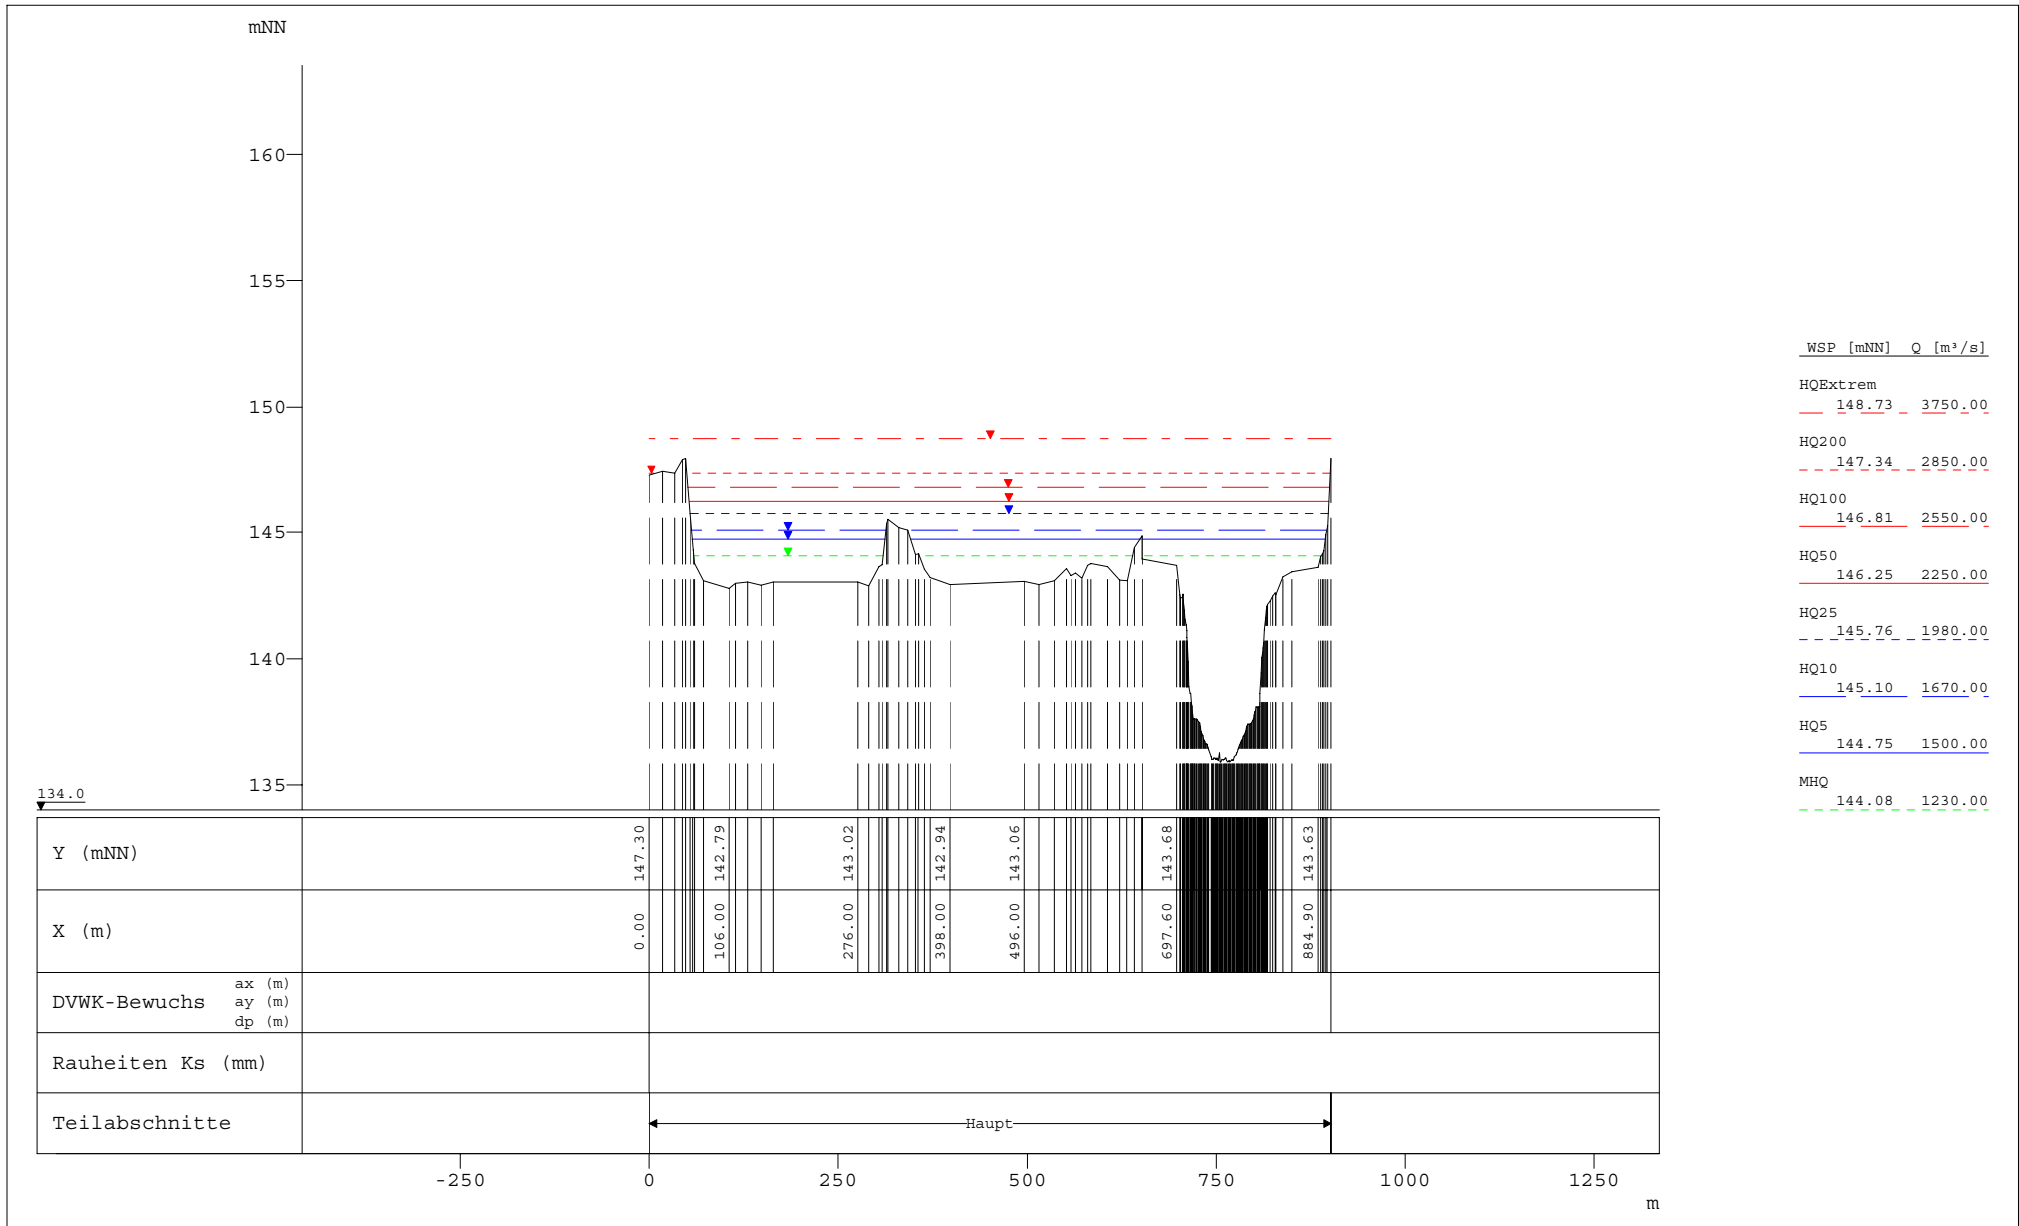 mNN
160
155
150
145
140
135
134.0
WSP [mNN] Q [m³/s]
HQExtrem
148.73 3750.00
HQ200
147.34 2850.00
HQ100
146.81 2550.00
HQ50
146.25 2250.00
HQ25
145.76 1980.00
HQ10
145.10 1670.00
HQ5
144.75 1500.00
MHQ
144.08 1230.00
Y (mNN)
147.30 142.79 143.02 142.94 143.06 143.68 143.63
X (m)
0.00 106.00 276.00 398.00 496.00 697.60 884.90
DVWK-Bewuchs
ax (m)
ay (m)
dp (m)
Rauheiten Ks (mm)
Teilabschnitte
Haupt
-250 0 250 500 750 1000 1250
m